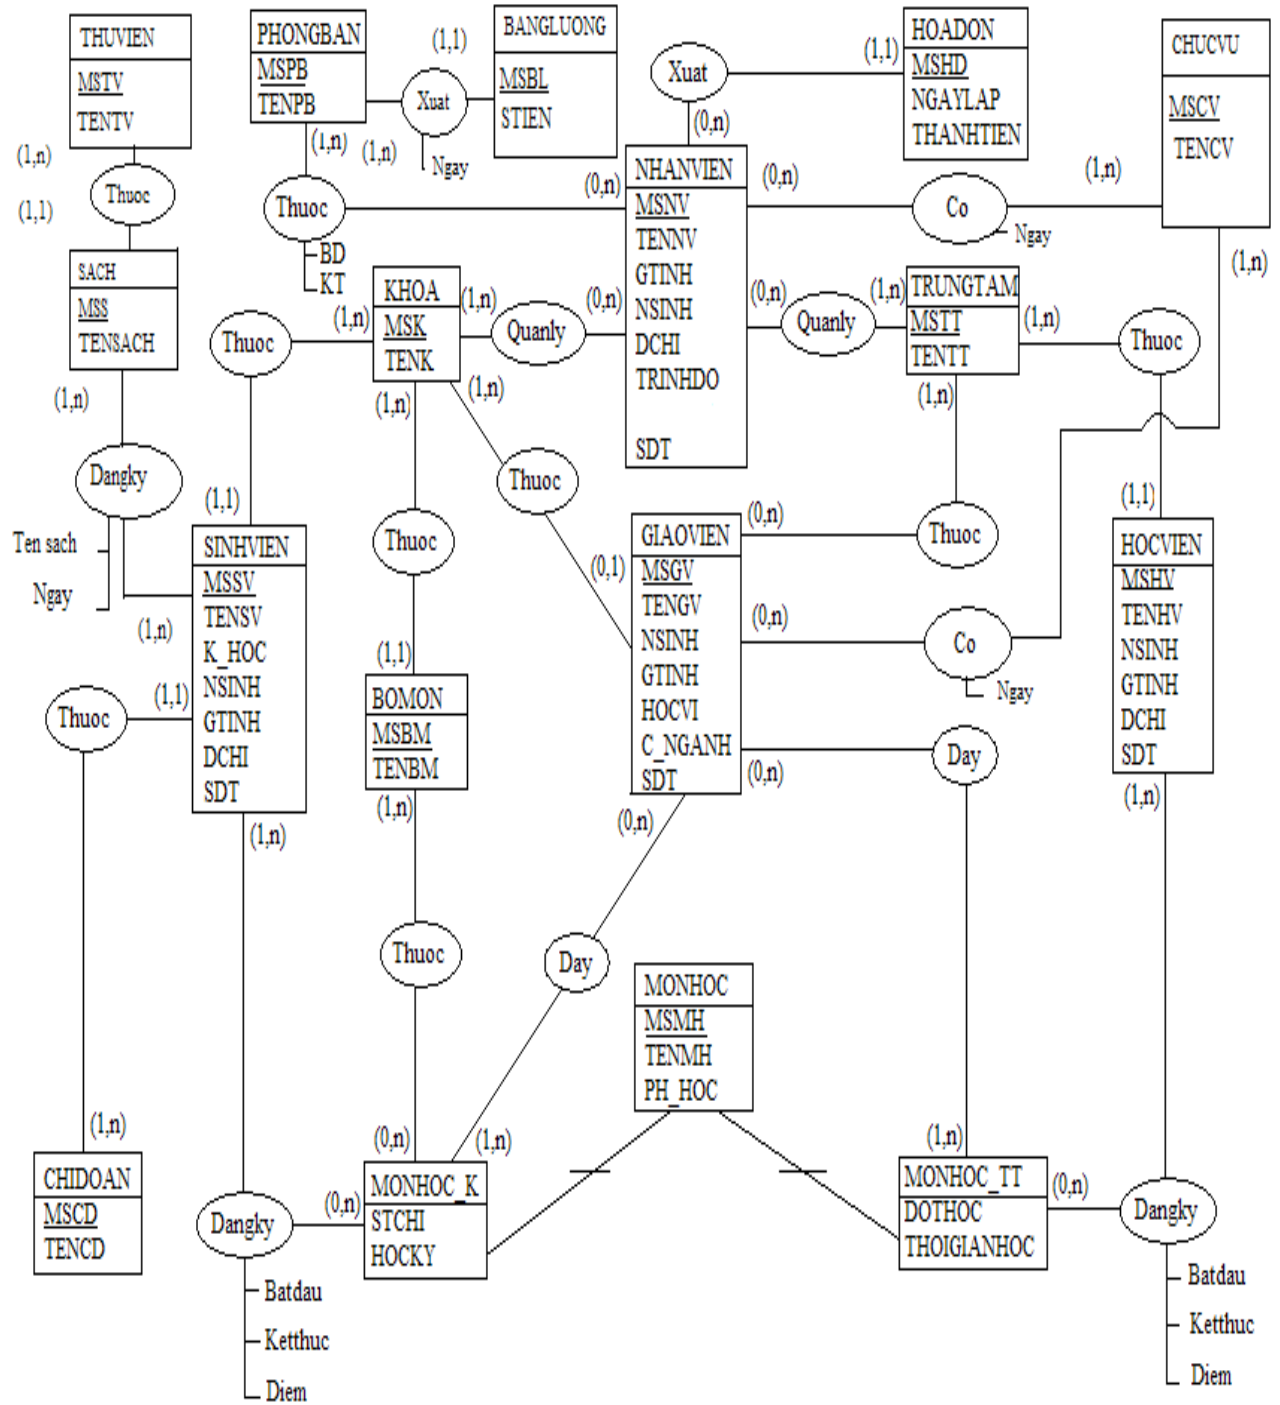 THUVIEN
MSTV
TENTV
(1,n)
Thuoc
(1,1)
SACH
MSS
TENSACH
(1,n)
Dangky
Ten sach
Ngay
(1,n)
PHONGBAN
MSPB
TENPB
(1,n)
(1,n)
Xuat
Ngay
(1,1)
BANGLUONG
MSBL
STIEN
Thuoc
BD
KT
(0,n)
Xuat
(0,n)
(1,1)
HOADON
MSHD
NGAYLAP
THANHTIEN
CHUCVU
MSCV
TENCV
(1,n)
(1,n)
NHANVIEN
MSNV
TENNV
GTINH
NSINH
DCHI
TRINHDO
SDT
(0,n)
Co
Ngay
KHOA
MSK
TENK
(1,n)
Quanly
(0,n)
(0,n)
Quanly
(1,n)
TRUNGTAM
MSTT
TENTT
(1,n)
Thuoc
(1,n)
Thuoc
(1,n)
(1,n)
(1,n)
Thuoc
(0,1)
Thuoc
(1,1)
(1,1)
SINHVIEN
MSSV
TENSV
K_HOC
NSINH
GTINH
DCHI
SDT
(1,1)
Thuoc
(1,n)
GIAOVIEN
MSGV
TENGV
NSINH
GTINH
HOCVI
C_NGANH
SDT
(0,n)
Thuoc
(0,n)
Co
Ngay
(0,n)
Day
(0,n)
(1,1)
HOCVIEN
MSHV
TENHV
NSINH
GTINH
DCHI
SDT
(1,n)
BOMON
MSBM
TENBM
(1,n)
Thuoc
Day
MONHOC
MSMH
TENMH
PH_HOC
(1,n)
CHIDOAN
MSCD
TENCD
(0,n)
(1,n)
Dangky
Batdau
Ketthuc
Diem
(0,n)
MONHOC_K
STCHI
HOCKY
(1,n)
MONHOC_TT
DOTHOC
THOIGIANHOC
(0,n)
Dangky
Batdau
Ketthuc
Diem